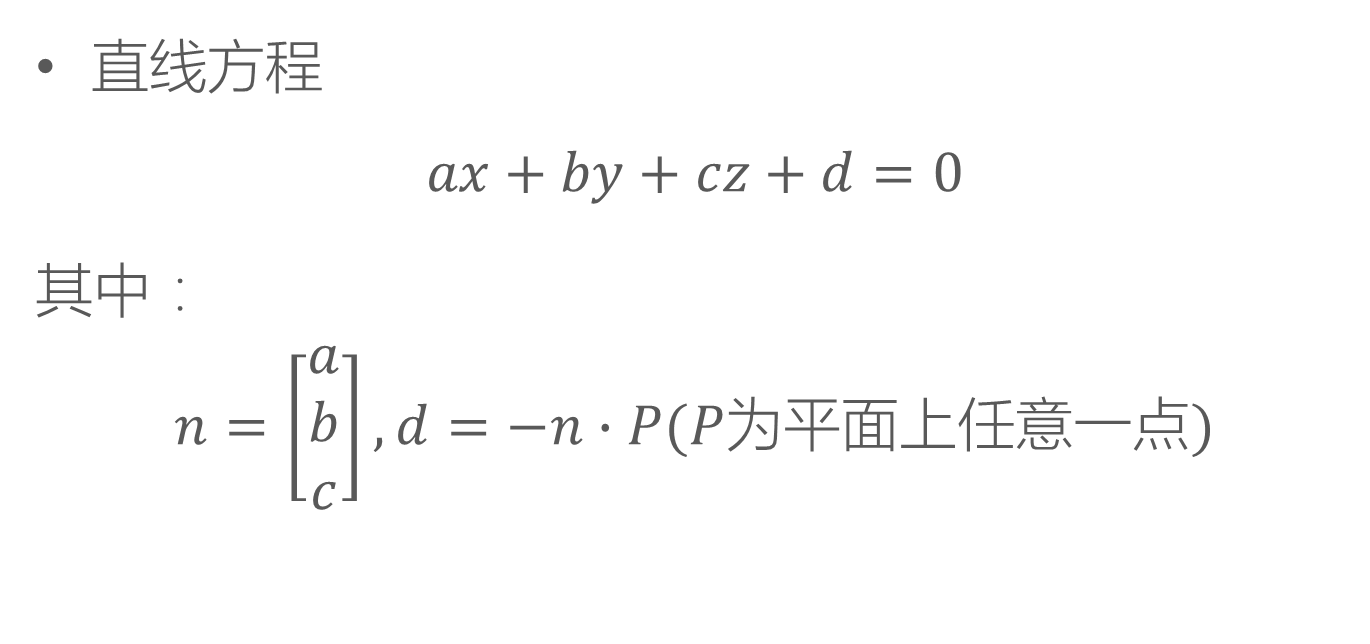 • 直线方程
ax + by + cz + d = 0
其中：
n = [a b c], d = −n · P(P为平面上任意一点)